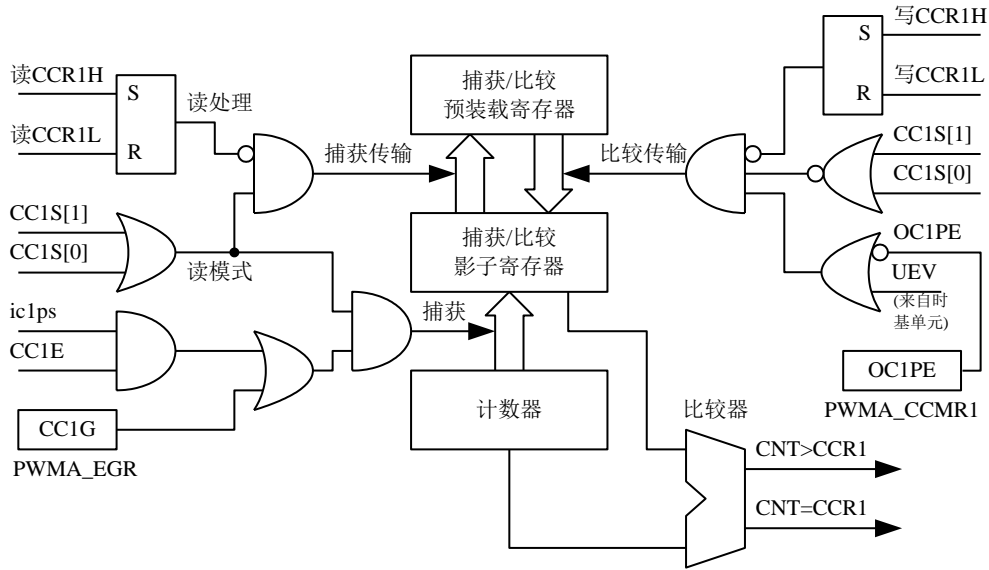 写CCR1H
S
捕获/比较
预装载寄存器
读CCR1H
S
读处理
写CCR1L
R
读CCR1L
R
捕获传输
比较传输
CC1S[1]
CC1S[0]
CC1S[1]
CC1S[0]
读模式
捕获/比较
影子寄存器
OC1PE
UEV
(来自时
基单元)
ic1ps
CC1E
捕获
OC1PE
PWMA_CCMR1
CC1G
PWMA_EGR
计数器
比较器
CNT>CCR1
CNT=CCR1